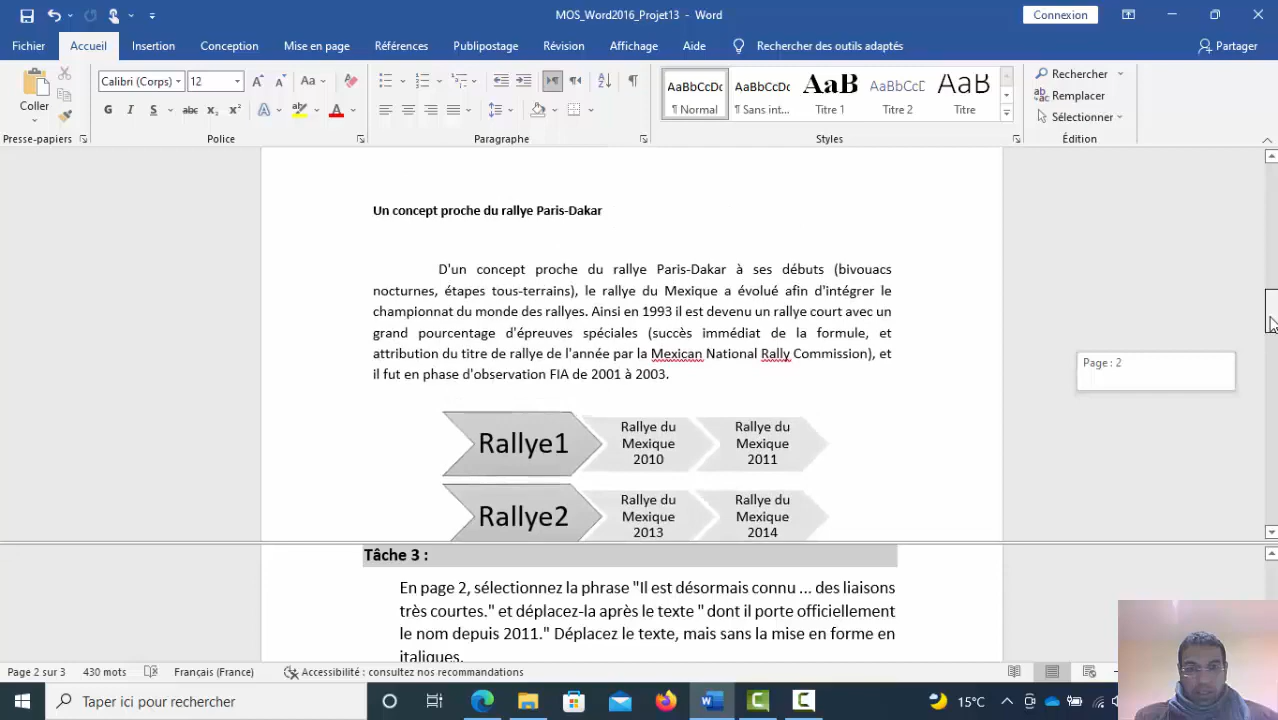 MOS_Word2016_Projet13 - Word
Connexion
Fichier Accueil Insertion Conception Mise en page Références Publipostage Révision Affichage Aide Rechercher des outils adaptés Partager
Coller
Calibri (Corps) 12
G I S abc x₂ x²
AaBbCcDc AaBbCcDc AaB AaBbCcDc AaB
¶ Normal ¶ Sans int... Titre 1 Titre 2 Titre
Rechercher
Remplacer
Sélectionner
Presse-papiers Police Paragraphe Styles Édition
Un concept proche du rallye Paris-Dakar
D'un concept proche du rallye Paris-Dakar à ses débuts (bivouacs
nocturnes, étapes tous-terrains), le rallye du Mexique a évolué afin d'intégrer le
championnat du monde des rallyes. Ainsi en 1993 il est devenu un rallye court avec un
grand pourcentage d'épreuves spéciales (succès immédiat de la formule, et
attribution du titre de rallye de l'année par la Mexican National Rally Commission), et
il fut en phase d'observation FIA de 2001 à 2003.
Page : 2
Rallye1
Rallye du
Mexique
2010
Rallye du
Mexique
2011
Rallye2
Rallye du
Mexique
2013
Rallye du
Mexique
2014
Tâche 3 :
En page 2, sélectionnez la phrase "Il est désormais connu ... des liaisons
très courtes." et déplacez-la après le texte " dont il porte officiellement
le nom depuis 2011." Déplacez le texte, mais sans la mise en forme en
italiques.
Page 2 sur 3 430 mots Français (France) Accessibilité : consultez nos recommandations
Taper ici pour rechercher
15°C